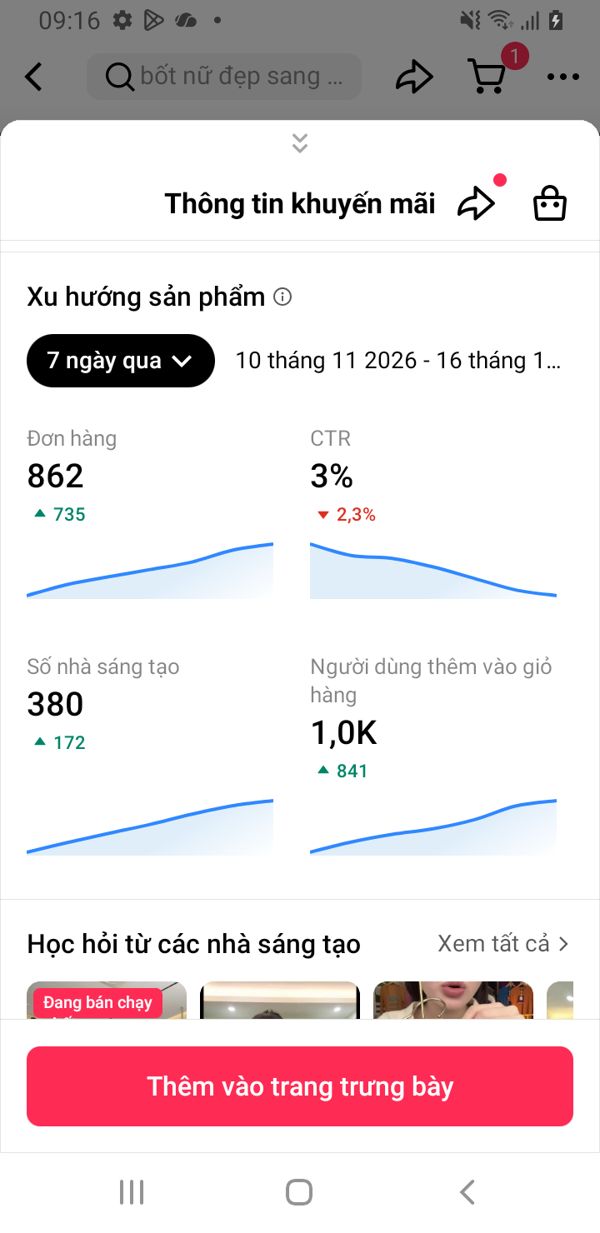 09:16
bốt nữ đẹp sang ...
1
Thông tin khuyến mãi
Xu hướng sản phẩm
7 ngày qua
10 tháng 11 2026 - 16 tháng 1...
Đơn hàng
862
735
CTR
3%
2,3%
Số nhà sáng tạo
380
172
Người dùng thêm vào giỏ
hàng
1,0K
841
Học hỏi từ các nhà sáng tạo
Xem tất cả
Đang bán chạy
Thêm vào trang trưng bày